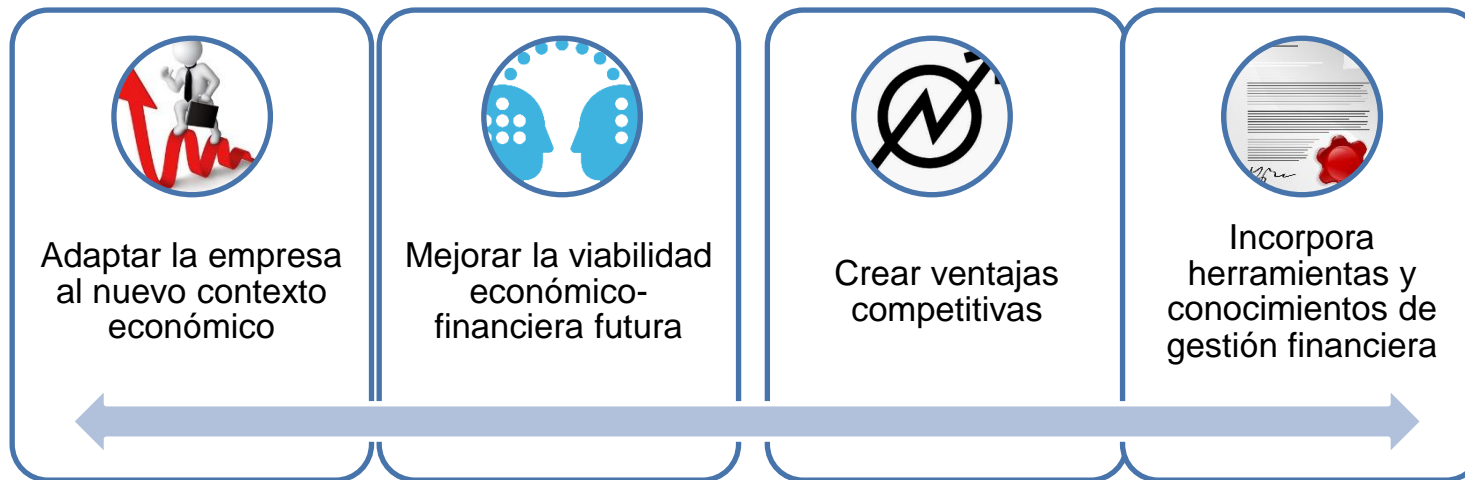 Adaptar la empresa
al nuevo contexto
económico
Mejorar la viabilidad
económico-
financiera futura
Crear ventajas
competitivas
Incorpora
herramientas y
conocimientos de
gestión financiera